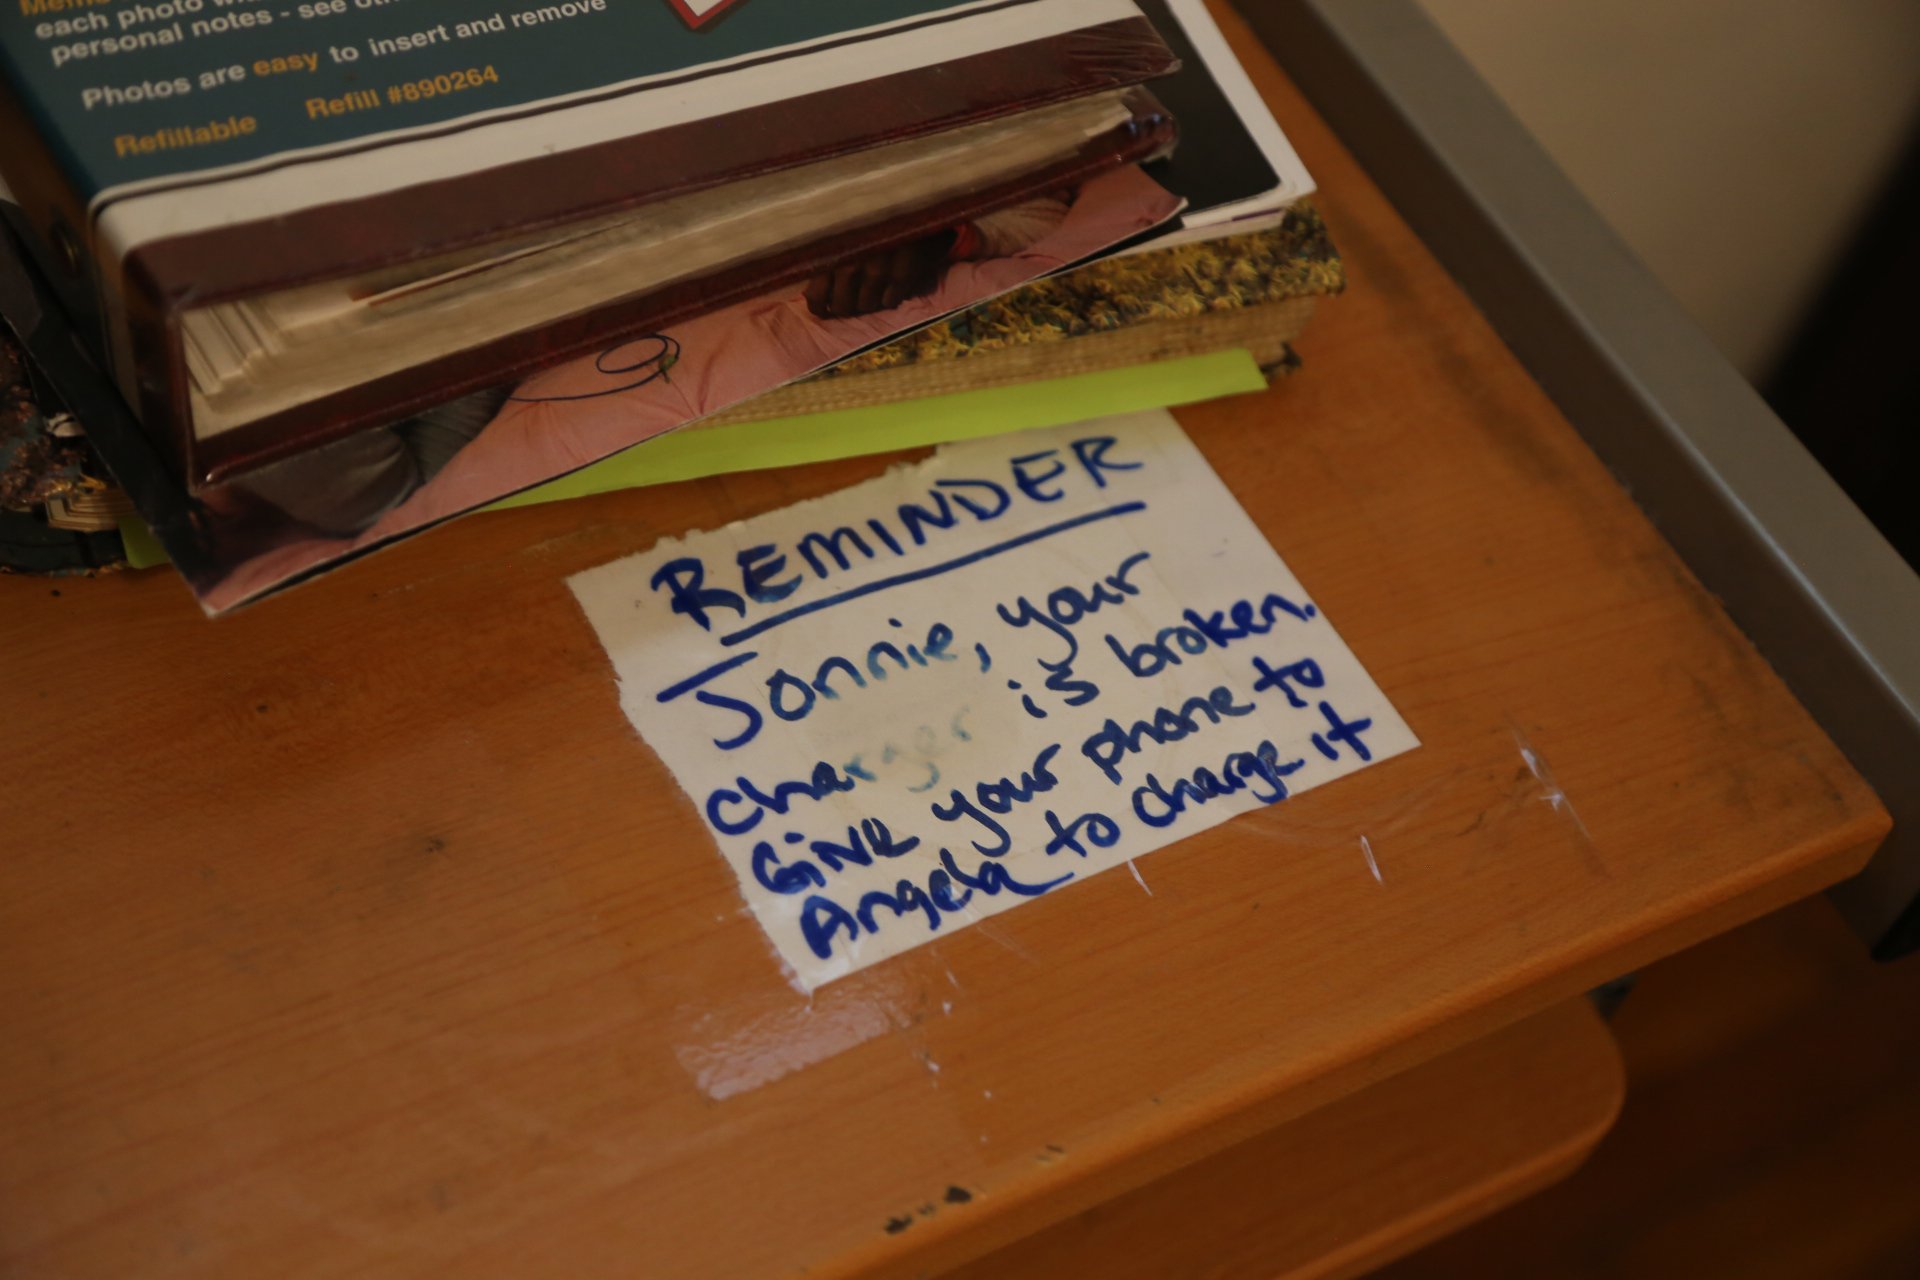 each photo
personal notes - see
Photos are easy to insert and remove
Refillable Refill #890264
REMINDER
Jonnie, your
charger is broken.
Give your phone to
Angela to charge it